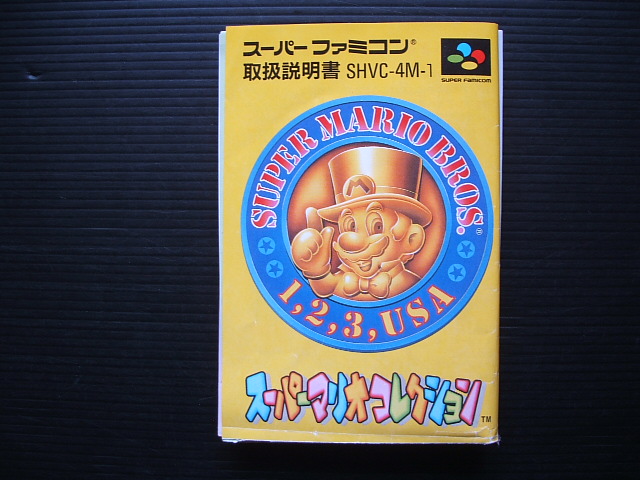 スーパーファミコン®
取扱説明書 SHVC-4M-1
SUPER FAMICOM
SUPER MARIO BROS.®
M
1, 2, 3, USA
スーパーマリオコレクション™